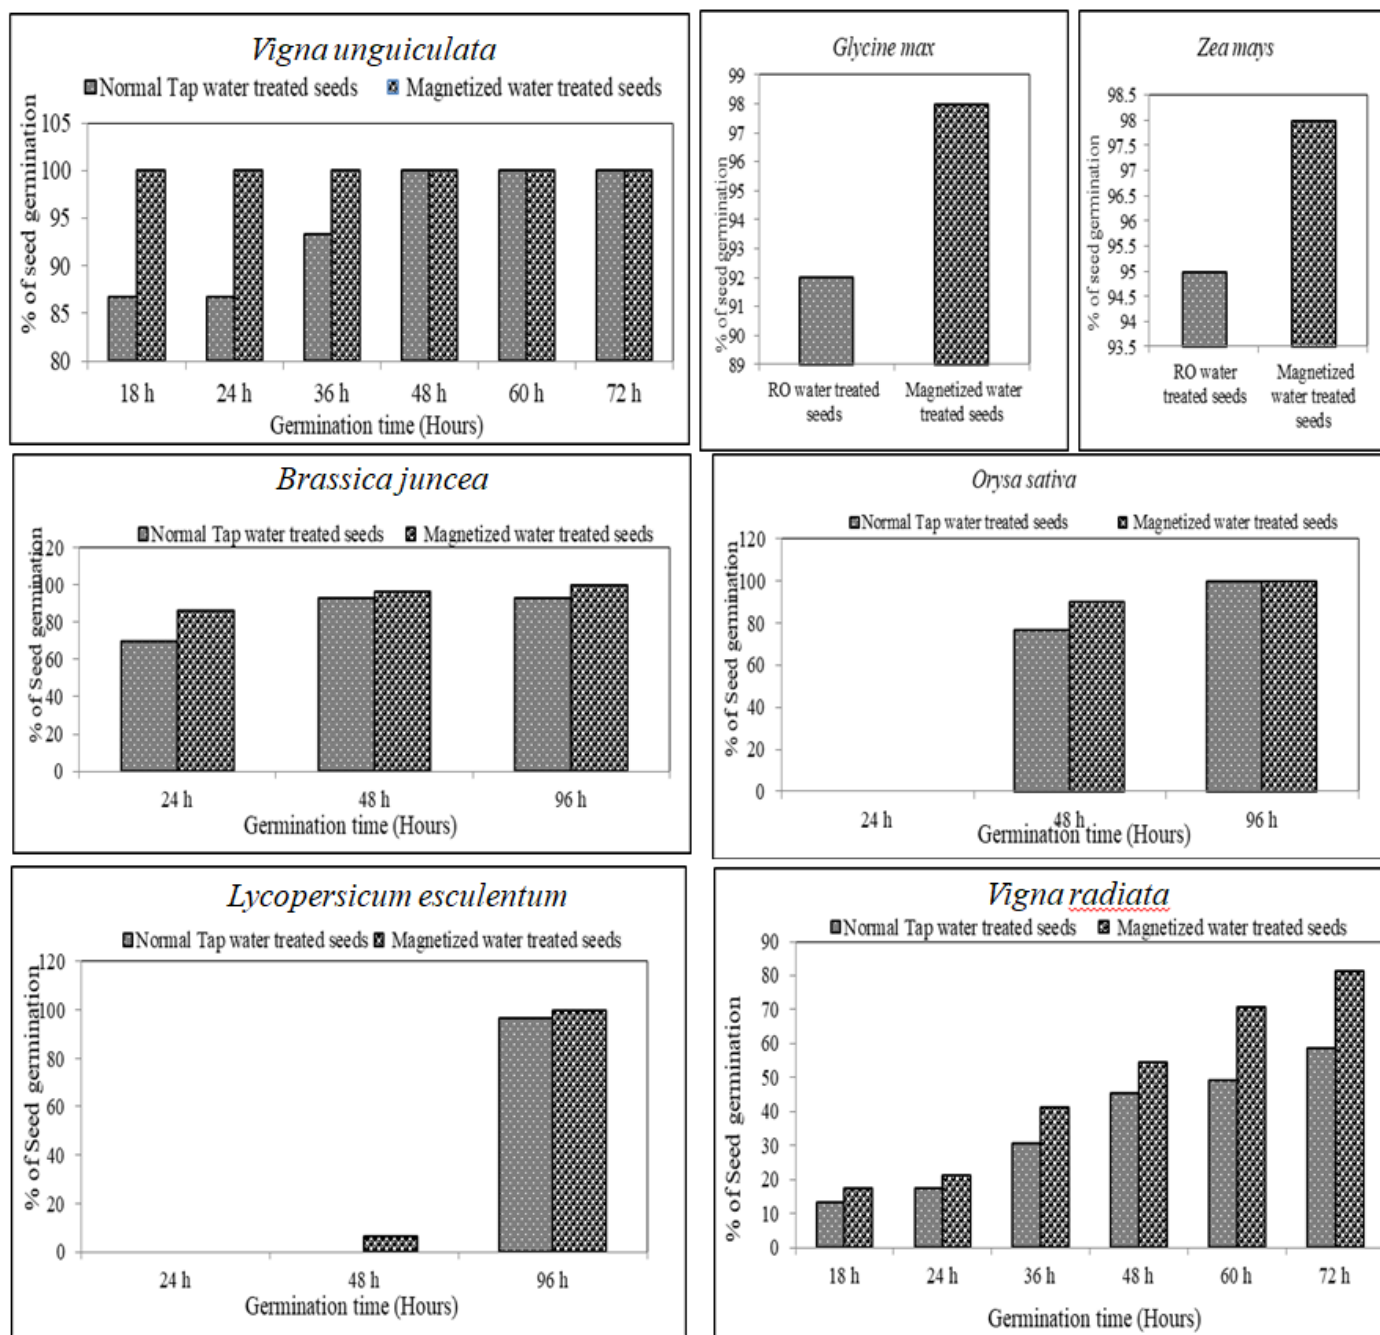 Vigna unguiculata
Normal Tap water treated seeds Magnetized water treated seeds
% of seed germination
105
100
95
90
85
80
18 h 24 h 36 h 48 h 60 h 72 h
Germination time (Hours)
Glycine max
% of seed germination
99
98
97
96
95
94
93
92
91
90
89
RO water treated Magnetized water
seeds treated seeds
Zea mays
% of seed germination
98.5
98
97.5
97
96.5
96
95.5
95
94.5
94
93.5
RO water Magnetized
treated seeds water treated
seeds
Brassica juncea
Normal Tap water treated seeds Magnetized water treated seeds
% of Seed germination
120
100
80
60
40
20
0
24 h 48 h 96 h
Germination time (Hours)
Orysa sativa
Normal Tap water treated seeds Magnetized water treated seeds
% of Seed germination
120
100
80
60
40
20
0
24 h 48 h 96 h
Germination time (Hours)
Lycopersicum esculentum
Normal Tap water treated seeds Magnetized water treated seeds
% of Seed germination
120
100
80
60
40
20
0
24 h 48 h 96 h
Germination time (Hours)
Vigna radiata
Normal Tap water treated seeds Magnetized water treated seeds
% of Seed germination
90
80
70
60
50
40
30
20
10
0
18 h 24 h 36 h 48 h 60 h 72 h
Germination time (Hours)